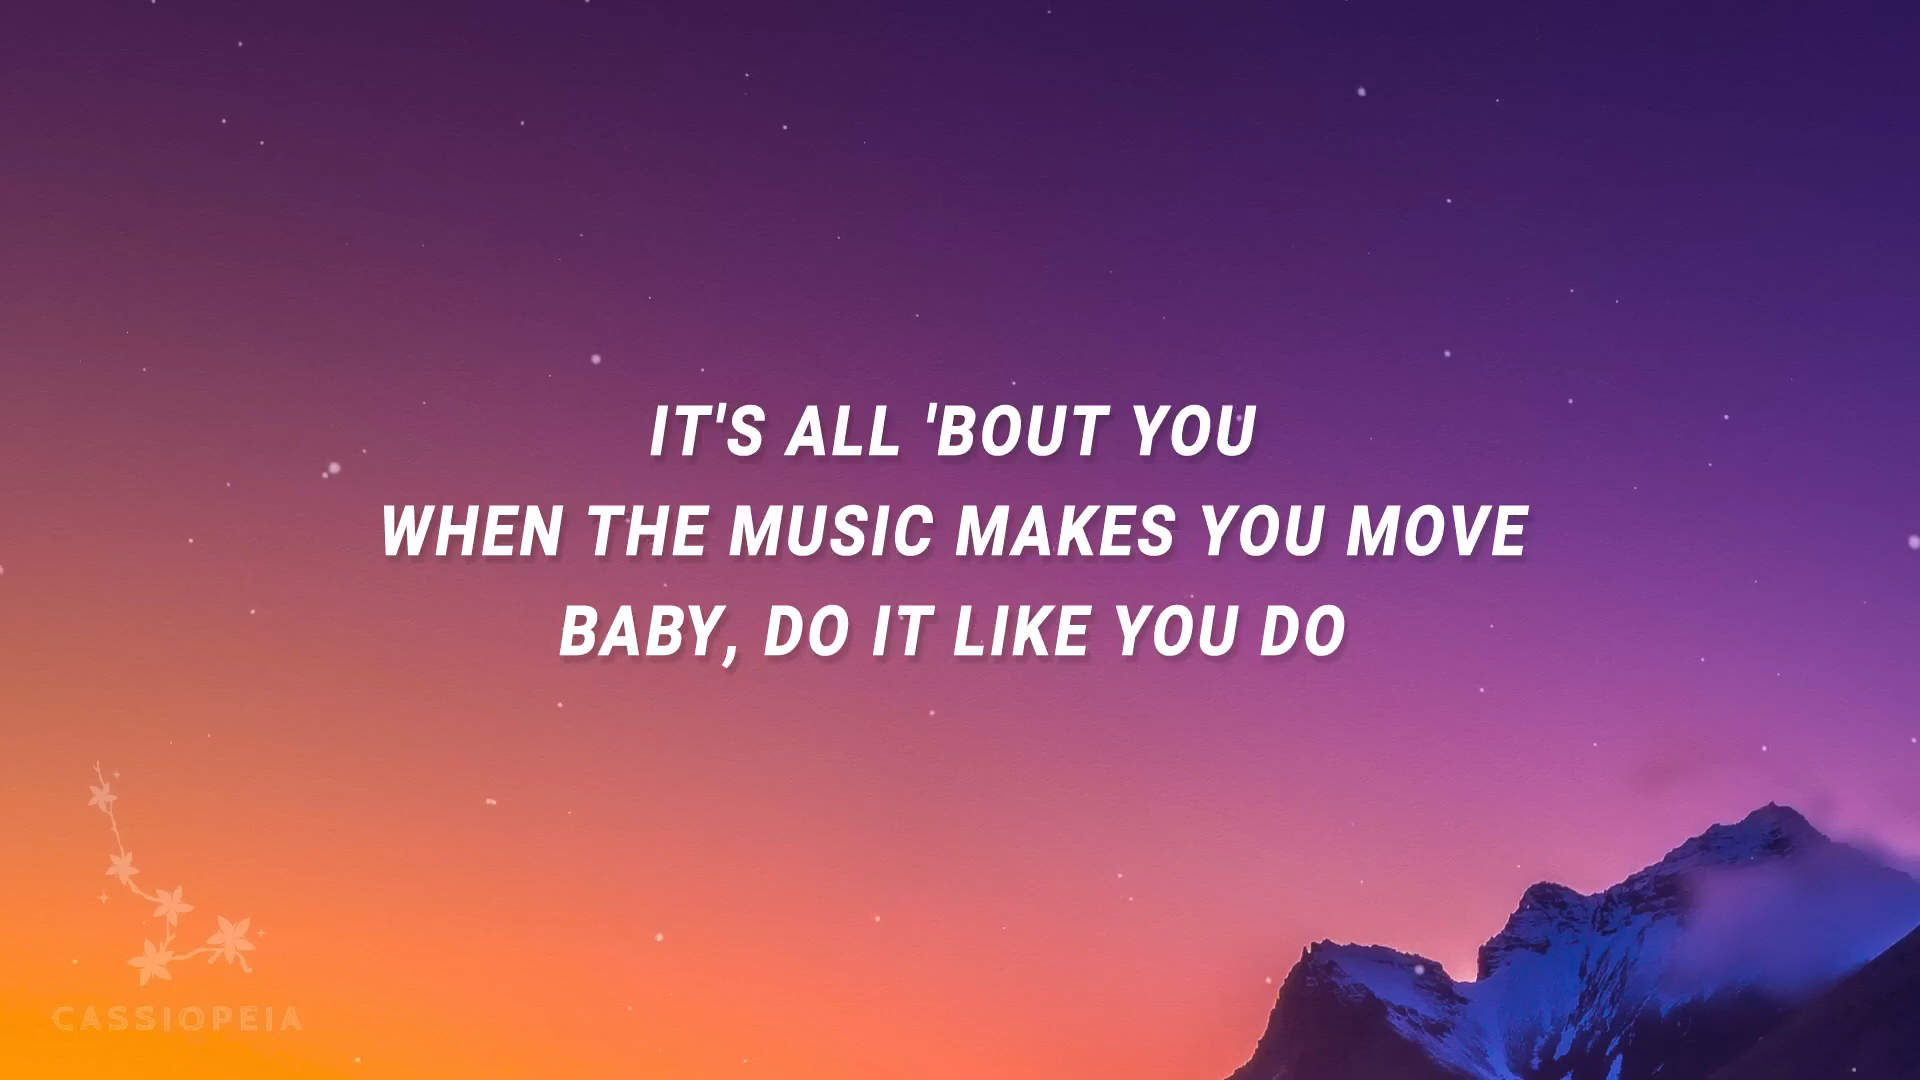 IT'S ALL 'BOUT YOU
WHEN THE MUSIC MAKES YOU MOVE
BABY, DO IT LIKE YOU DO
CASSIOPEIA